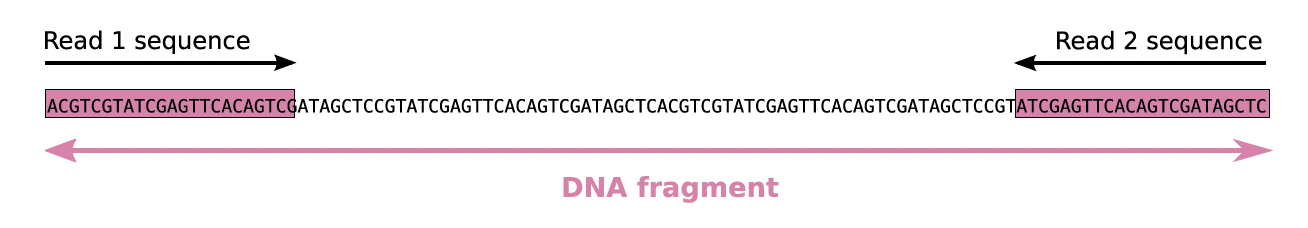 Read 1 sequence
Read 2 sequence
ACGTCGTATCGAGTTCACAGTCGATAGCTCCGTATCGAGTTCACAGTCGATAGCTCACGTCGTATCGAGTTCACAGTCGATAGCTCCGTATCGAGTTCACAGTCGATAGCTC
DNA fragment